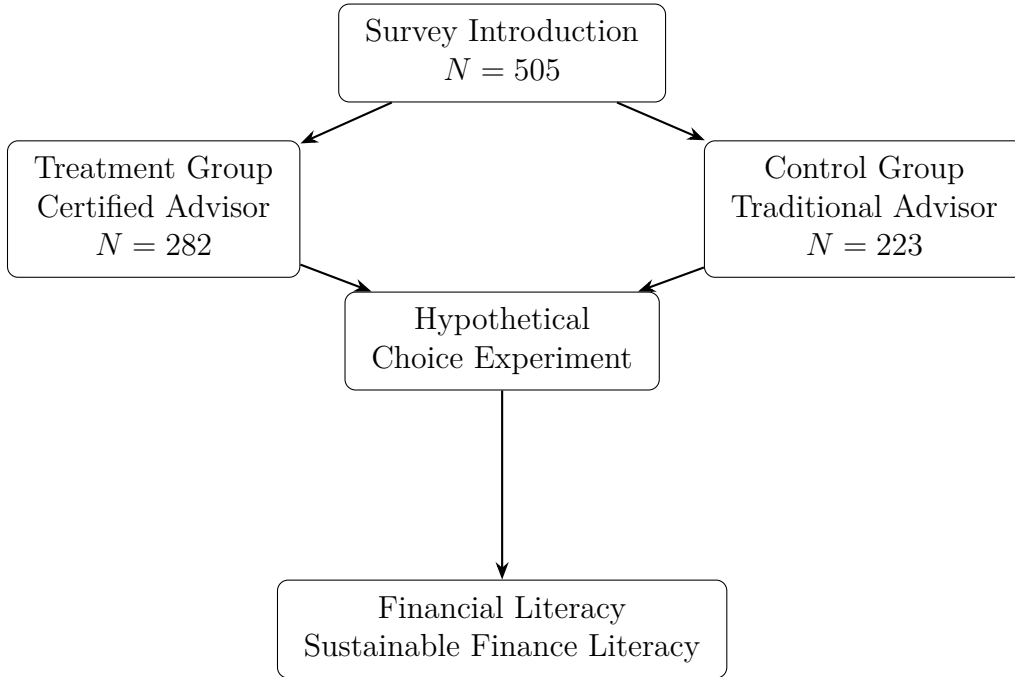 Survey Introduction
N = 505
Treatment Group
Certified Advisor
N = 282
Control Group
Traditional Advisor
N = 223
Hypothetical
Choice Experiment
Financial Literacy
Sustainable Finance Literacy